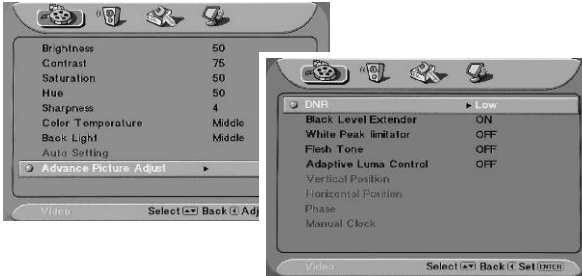 Brightness 50
Contrast 75
Saturation 50
Hue 50
Sharpness 4
Color Temperature Middle
Back Light Middle
Auto Setting
Advance Picture Adjust
Video Select Back Adj
DNR Low
Black Level Extender ON
White Peak limitator OFF
Flesh Tone OFF
Adaptive Luma Control OFF
Vertical Position
Horizontal Position
Phase
Manual Clock
Video Select Back Set ENTER